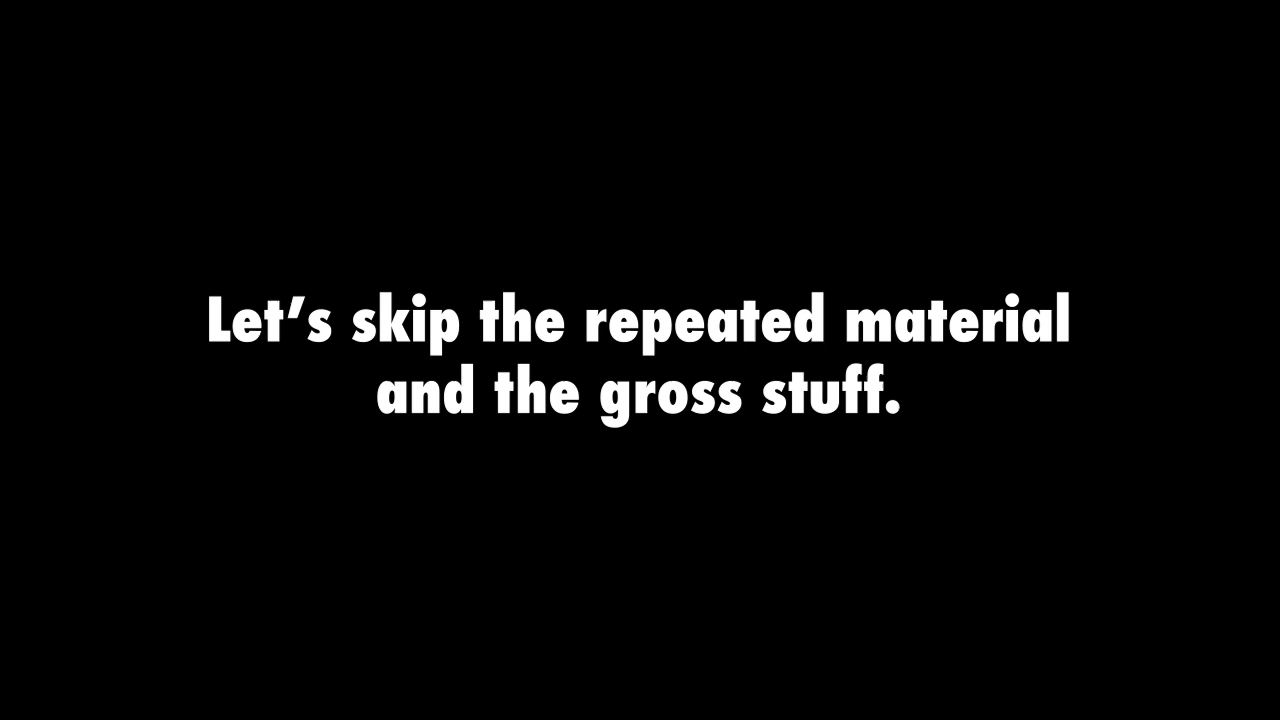 Let’s skip the repeated material
and the gross stuff.